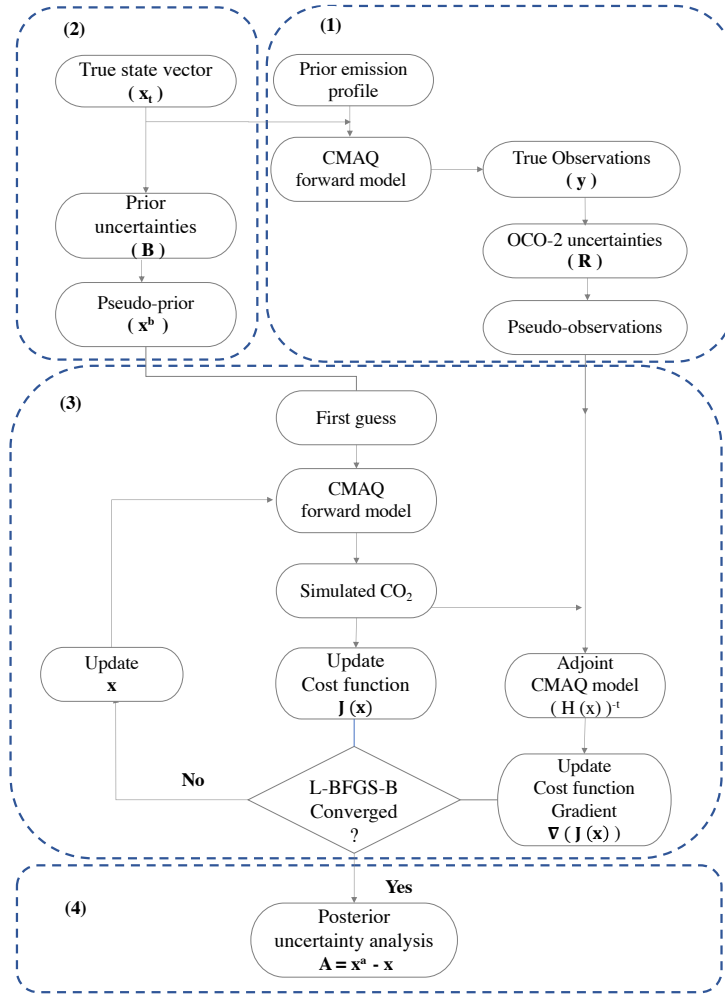 (2)
True state vector
( xₜ )
Prior
uncertainties
( B )
Pseudo-prior
( xᵇ )
(1)
Prior emission
profile
CMAQ
forward model
True Observations
( y )
OCO-2 uncertainties
( R )
Pseudo-observations
(3)
First guess
CMAQ
forward model
Simulated CO₂
Update
x
Update
Cost function
J (x)
Adjoint
CMAQ model
( H (x) )⁻ᵗ
No
L-BFGS-B
Converged
?
Update
Cost function
Gradient
∇ ( J (x) )
(4)
Yes
Posterior
uncertainty analysis
A = xᵃ - x